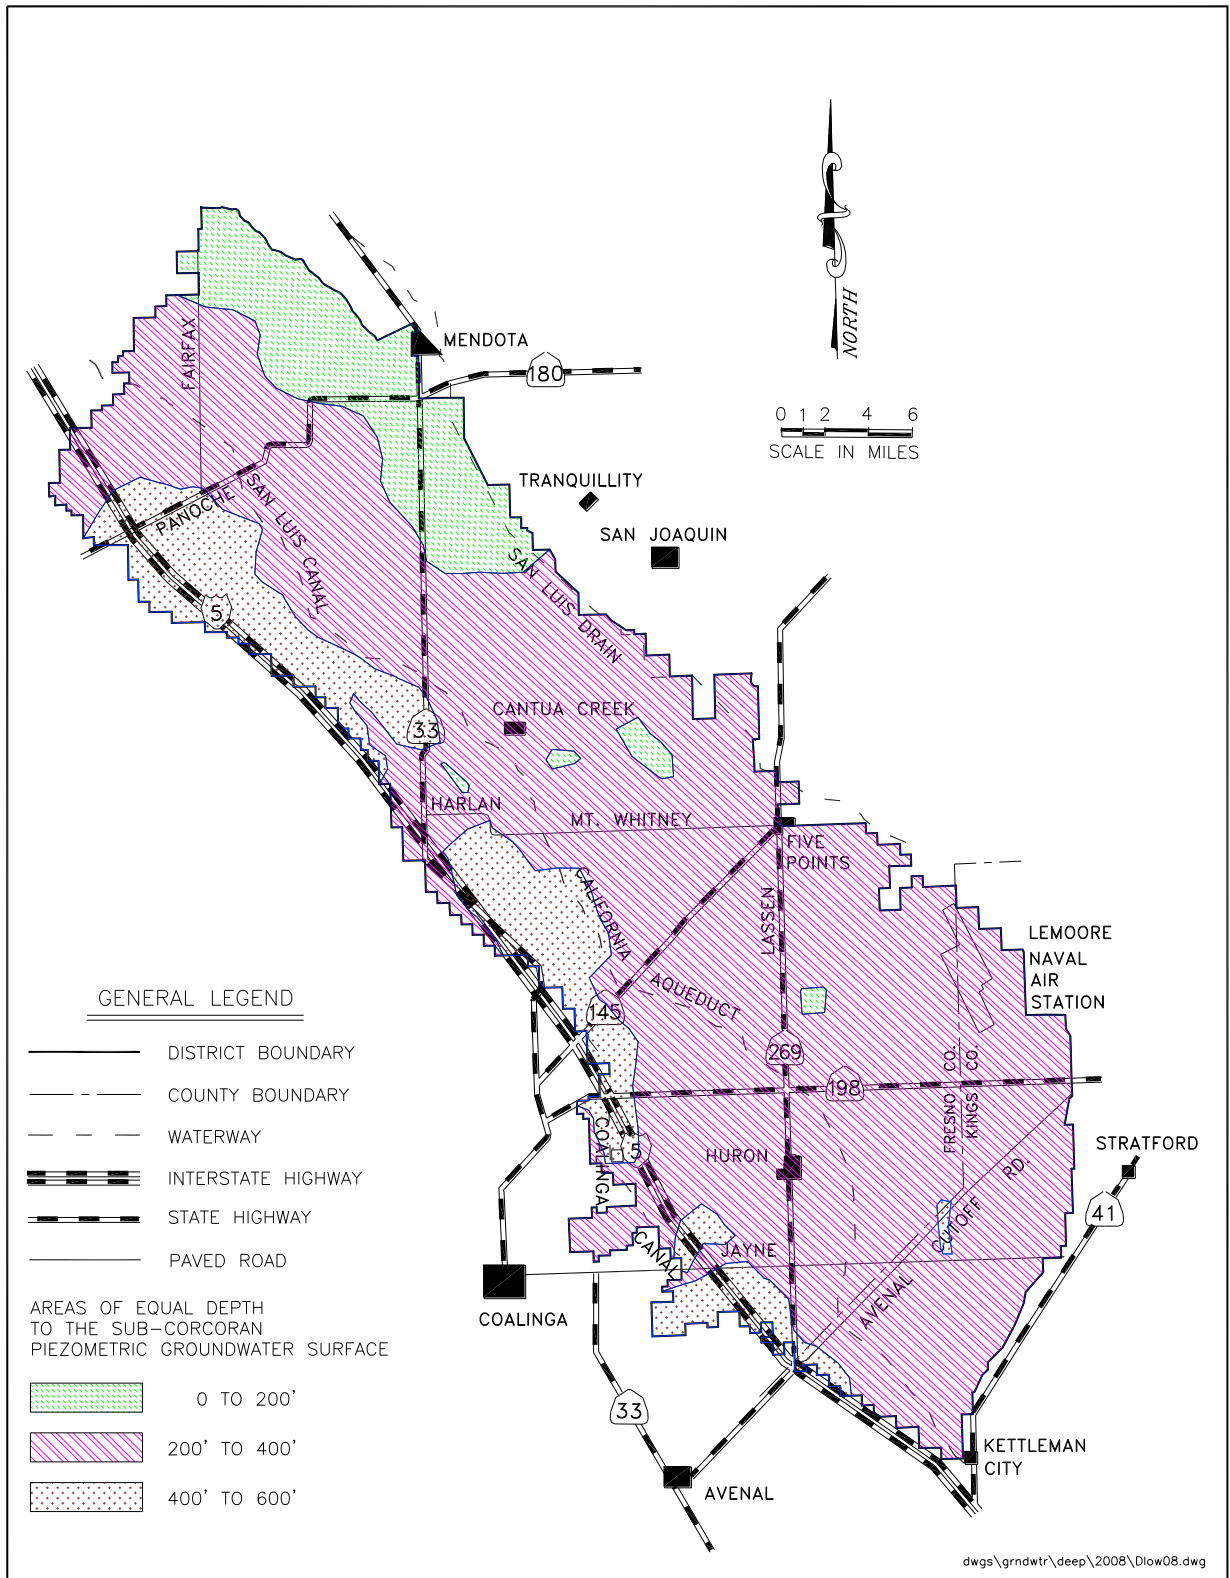 NORTH
MENDOTA
180
FAIRFAX
0 1 2 4 6
SCALE IN MILES
TRANQUILLITY
SAN JOAQUIN
PANOCHE
SAN LUIS CANAL
SAN LUIS DRAIN
5
CANTUA CREEK
33
HARLAN
MT. WHITNEY
FIVE
POINTS
CALIFORNIA
AQUEDUCT
LASSEN
LEMOORE
NAVAL
AIR
STATION
145
269
198
FRESNO CO.
KINGS CO.
COALINGA
CANAL
5
HURON
STRATFORD
41
JAYNE
AVENAL
CUTOFF
RD.
COALINGA
33
AVENAL
KETTLEMAN
CITY
GENERAL LEGEND
DISTRICT BOUNDARY
COUNTY BOUNDARY
WATERWAY
INTERSTATE HIGHWAY
STATE HIGHWAY
PAVED ROAD
AREAS OF EQUAL DEPTH
TO THE SUB-CORCORAN
PIEZOMETRIC GROUNDWATER SURFACE
0 TO 200'
200' TO 400'
400' TO 600'
dwgs\grndwtr\deep\2008\Dlow08.dwg